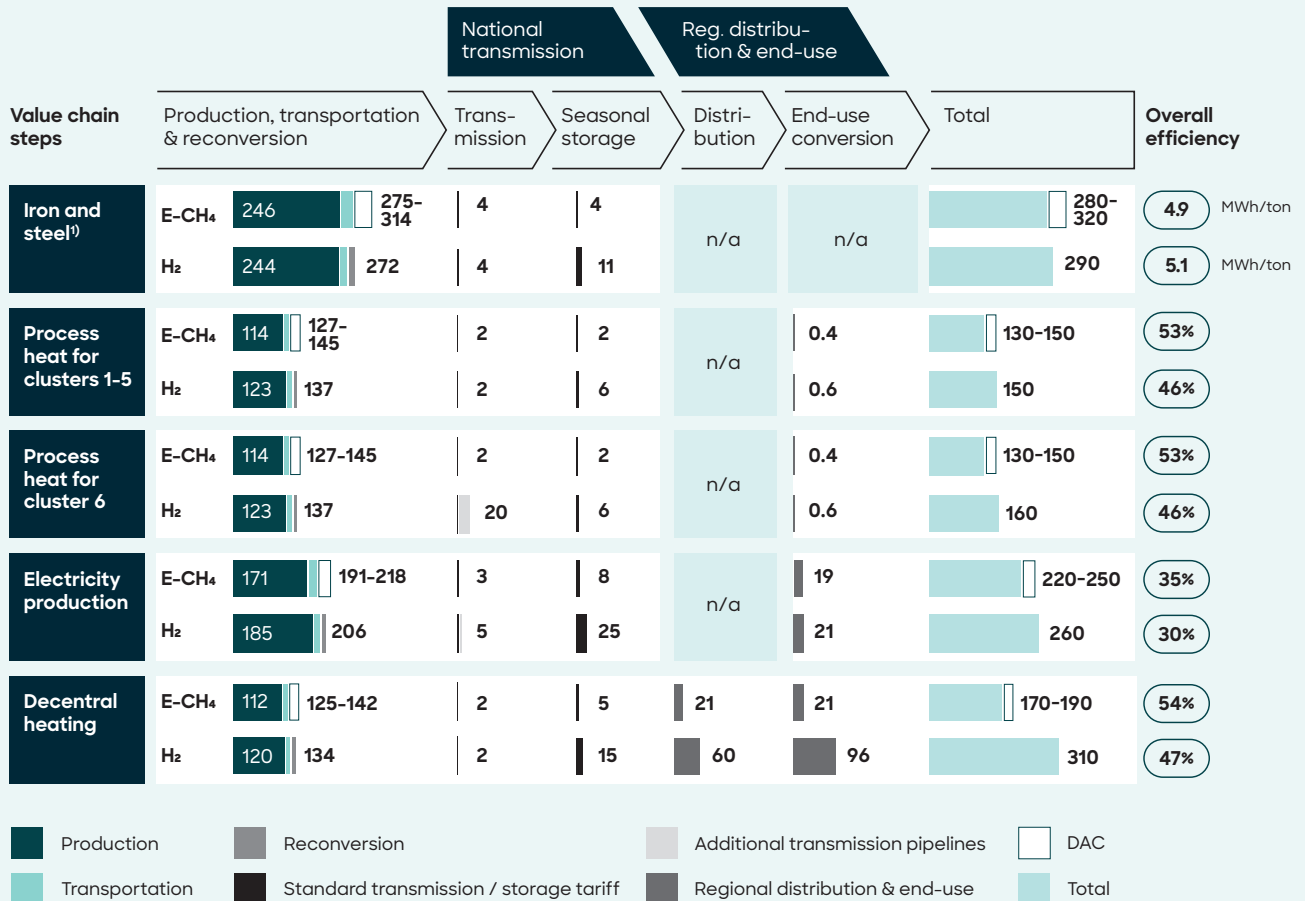 National
transmission
Reg. distribu-
tion & end-use
Value chain
steps
Production, transportation
& reconversion
Trans-
mission
Seasonal
storage
Distri-
bution
End-use
conversion
Total
Overall
efficiency
Iron and
steel¹⁾
E-CH₄ 246 275-
314 4 4 n/a n/a 280-
320 4.9 MWh/ton
H₂ 244 272 4 11 290 5.1 MWh/ton
Process
heat for
clusters 1-5
E-CH₄ 114 127-
145 2 2 n/a 0.4 130-150 53%
H₂ 123 137 2 6 0.6 150 46%
Process
heat for
cluster 6
E-CH₄ 114 127-145 2 2 n/a 0.4 130-150 53%
H₂ 123 137 20 6 0.6 160 46%
Electricity
production
E-CH₄ 171 191-218 3 8 n/a 19 220-250 35%
H₂ 185 206 5 25 21 260 30%
Decentral
heating
E-CH₄ 112 125-142 2 5 21 21 170-190 54%
H₂ 120 134 2 15 60 96 310 47%
Production
Reconversion
Additional transmission pipelines
DAC
Transportation
Standard transmission / storage tariff
Regional distribution & end-use
Total